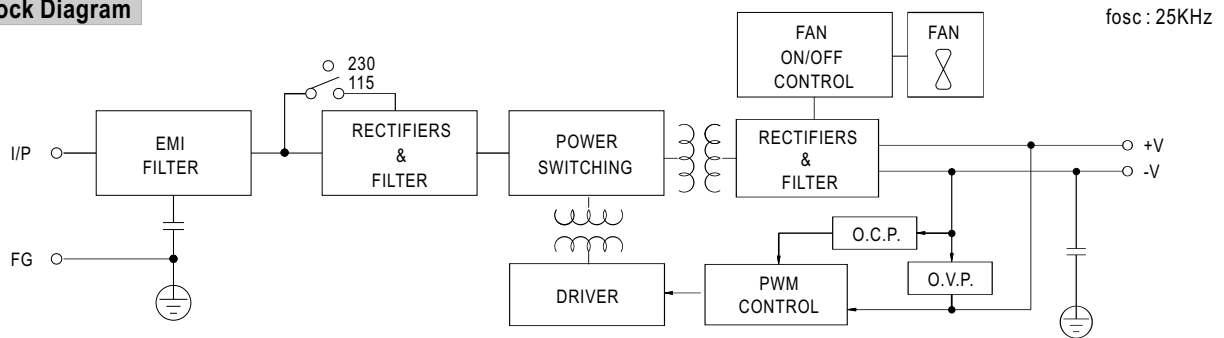 ock Diagram
fosc : 25KHz
230
115
I/P
EMI
FILTER
RECTIFIERS
&
FILTER
POWER
SWITCHING
FAN
ON/OFF
CONTROL
FAN
RECTIFIERS
&
FILTER
+V
-V
FG
DRIVER
PWM
CONTROL
O.C.P.
O.V.P.